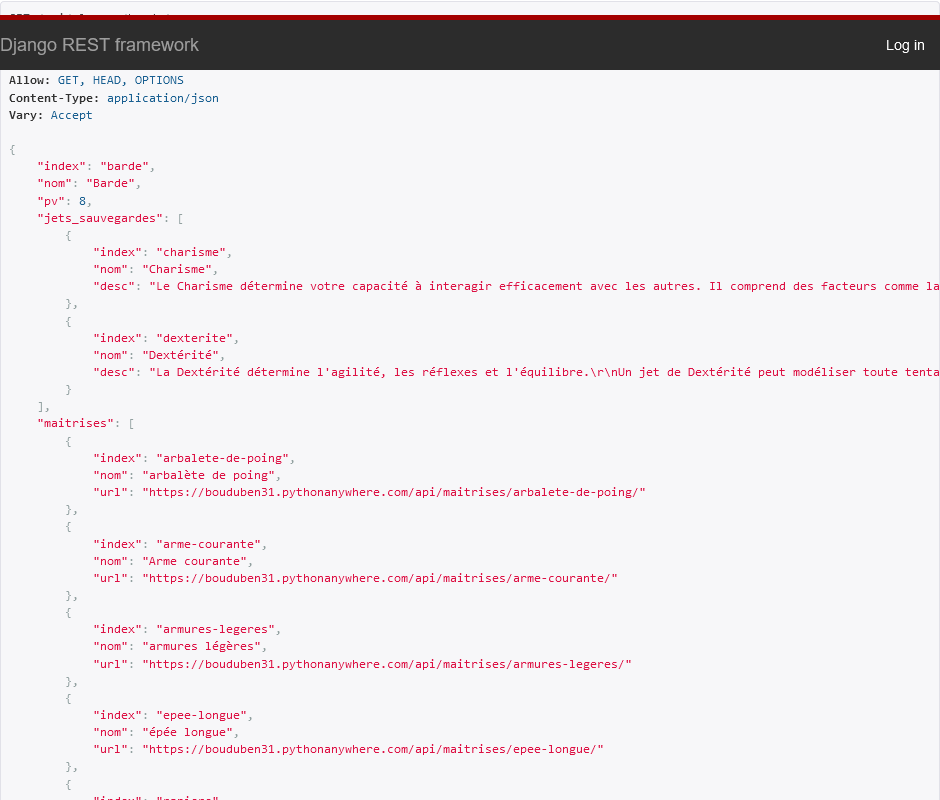 Django REST framework
Log in
Allow: GET, HEAD, OPTIONS
Content-Type: application/json
Vary: Accept
{
"index": "barde",
"nom": "Barde",
"pv": 8,
"jets_sauvegardes": [
{
"index": "charisme",
"nom": "Charisme",
"desc": "Le Charisme détermine votre capacité à interagir efficacement avec les autres. Il comprend des facteurs comme la
},
{
"index": "dexterite",
"nom": "Dextérité",
"desc": "La Dextérité détermine l'agilité, les réflexes et l'équilibre.\r\nUn jet de Dextérité peut modéliser toute tenta
}
],
"maitrises": [
{
"index": "arbalete-de-poing",
"nom": "arbalète de poing",
"url": "https://bouduben31.pythonanywhere.com/api/maitrises/arbalete-de-poing/"
},
{
"index": "arme-courante",
"nom": "Arme courante",
"url": "https://bouduben31.pythonanywhere.com/api/maitrises/arme-courante/"
},
{
"index": "armures-legeres",
"nom": "armures légères",
"url": "https://bouduben31.pythonanywhere.com/api/maitrises/armures-legeres/"
},
{
"index": "epee-longue",
"nom": "épée longue",
"url": "https://bouduben31.pythonanywhere.com/api/maitrises/epee-longue/"
},
{